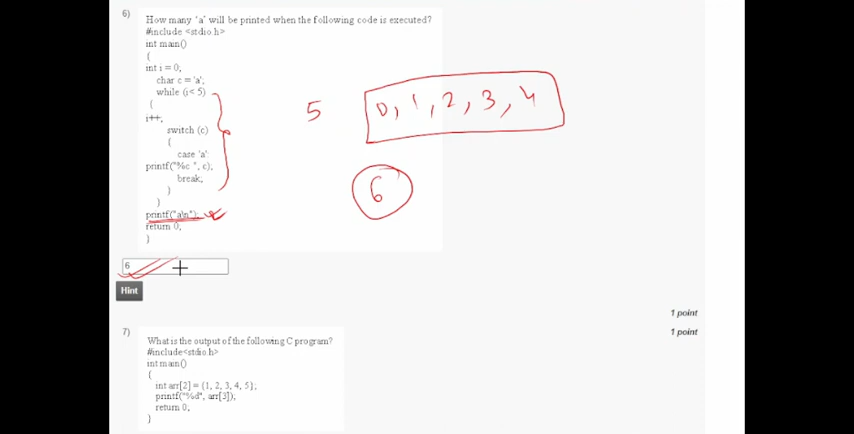 6)
How many 'a' will be printed when the following code is executed?
#include <stdio.h>
int main()
{
int i = 0,
char c = 'a';
while (i< 5)
{
i++,
switch (c)
{
case 'a':
printf("%c ", c);
break;
}
}
printf("a\n");
return 0,
}
5
0, 1, 2, 3, 4
6
6
Hint
1 point
7)
1 point
What is the output of the following C program?
#include<stdio.h>
int main()
{
int arr[2] = {1, 2, 3, 4, 5};
printf("%d", arr[3]);
return 0,
}